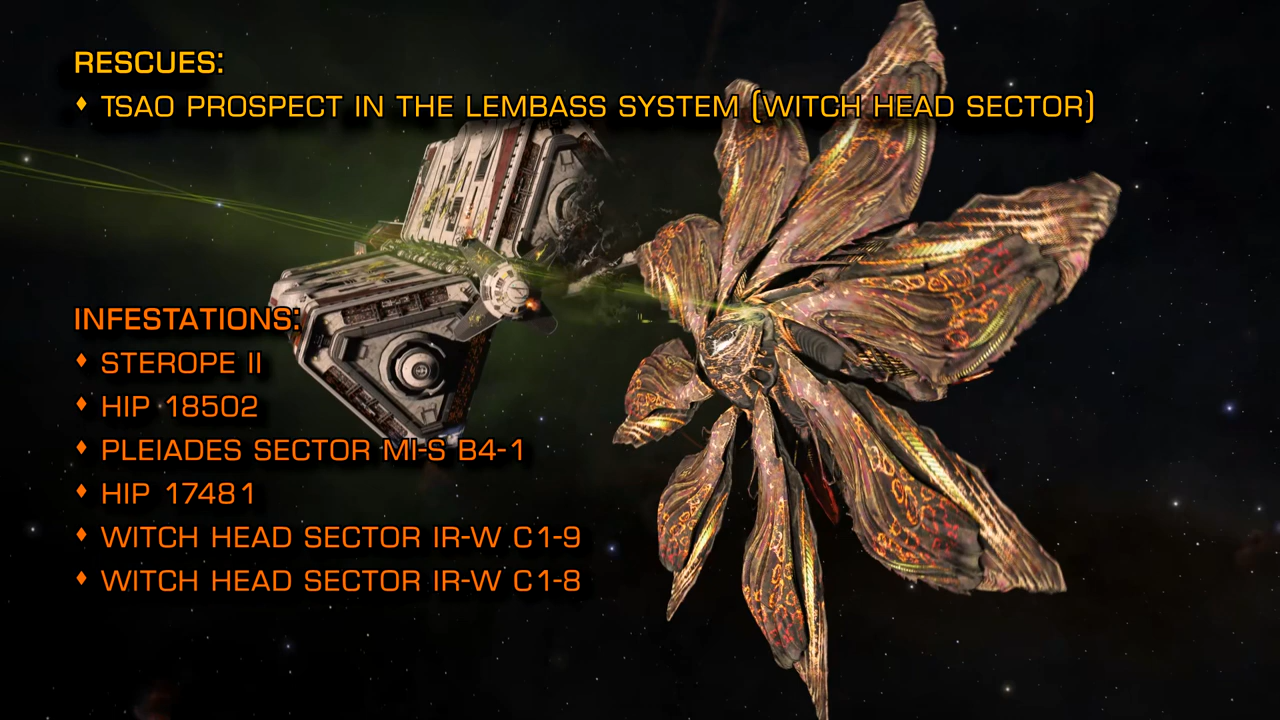 RESCUES:
♦ TSAO PROSPECT IN THE LEMBASS SYSTEM (WITCH HEAD SECTOR)
INFESTATIONS:
♦ STEROPE II
♦ HIP 18502
♦ PLEIADES SECTOR MI-S B4-1
♦ HIP 17481
♦ WITCH HEAD SECTOR IR-W C1-9
♦ WITCH HEAD SECTOR IR-W C1-8